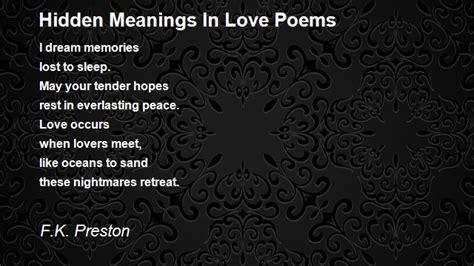 Hidden Meanings In Love Poems
I dream memories
lost to sleep.
May your tender hopes
rest in everlasting peace.
Love occurs
when lovers meet,
like oceans to sand
these nightmares retreat.
F.K. Preston